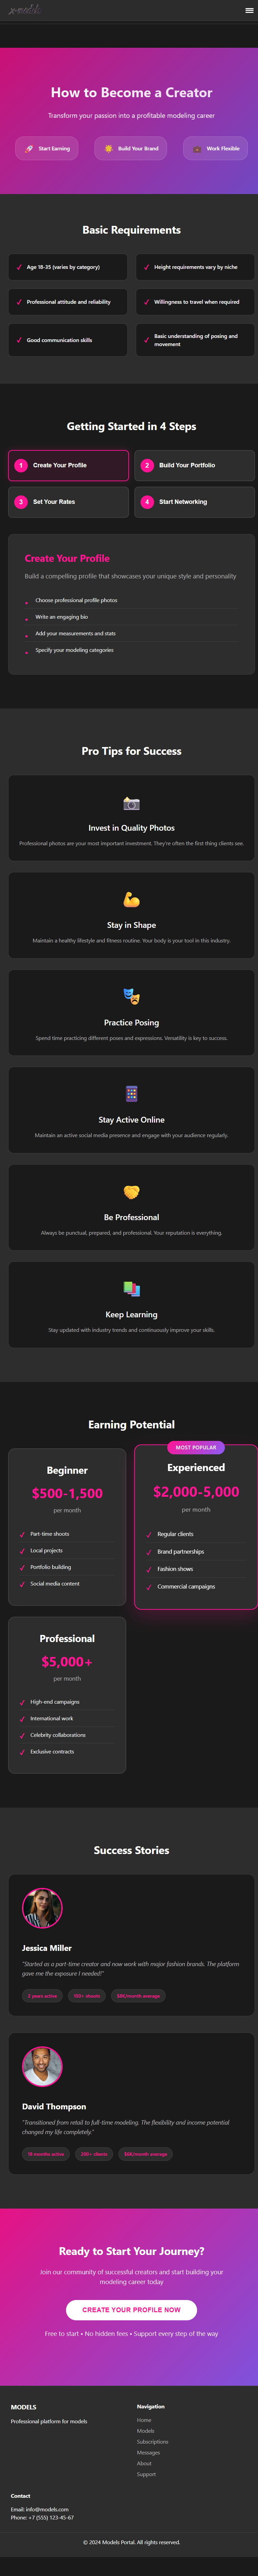 x-models
How to Become a Creator
Transform your passion into a profitable modeling career
Start Earning
Build Your Brand
Work Flexible
Basic Requirements
Age 18-35 (varies by category)
Height requirements vary by niche
Professional attitude and reliability
Willingness to travel when required
Good communication skills
Basic understanding of posing and
movement
Getting Started in 4 Steps
1 Create Your Profile
2 Build Your Portfolio
3 Set Your Rates
4 Start Networking
Create Your Profile
Build a compelling profile that showcases your unique style and personality
Choose professional profile photos
Write an engaging bio
Add your measurements and stats
Specify your modeling categories
Pro Tips for Success
Invest in Quality Photos
Professional photos are your most important investment. They're often the first thing clients see.
Stay in Shape
Maintain a healthy lifestyle and fitness routine. Your body is your tool in this industry.
Practice Posing
Spend time practicing different poses and expressions. Versatility is key to success.
Stay Active Online
Maintain an active social media presence and engage with your audience regularly.
Be Professional
Always be punctual, prepared, and professional. Your reputation is everything.
Keep Learning
Stay updated with industry trends and continuously improve your skills.
Earning Potential
Beginner
$500-1,500
per month
Part-time shoots
Local projects
Portfolio building
Social media content
MOST POPULAR
Experienced
$2,000-5,000
per month
Regular clients
Brand partnerships
Fashion shows
Commercial campaigns
Professional
$5,000+
per month
High-end campaigns
International work
Celebrity collaborations
Exclusive contracts
Success Stories
Jessica Miller
"Started as a part-time creator and now work with major fashion brands. The platform
gave me the exposure I needed!"
2 years active
150+ shoots
$8K/month average
David Thompson
"Transitioned from retail to full-time modeling. The flexibility and income potential
changed my life completely."
18 months active
200+ clients
$6K/month average
Ready to Start Your Journey?
Join our community of successful creators and start building your
modeling career today
CREATE YOUR PROFILE NOW
Free to start • No hidden fees • Support every step of the way
MODELS
Professional platform for models
Navigation
Home
Models
Subscriptions
Messages
About
Support
Contact
Email: info@models.com
Phone: +7 (555) 123-45-67
© 2024 Models Portal. All rights reserved.